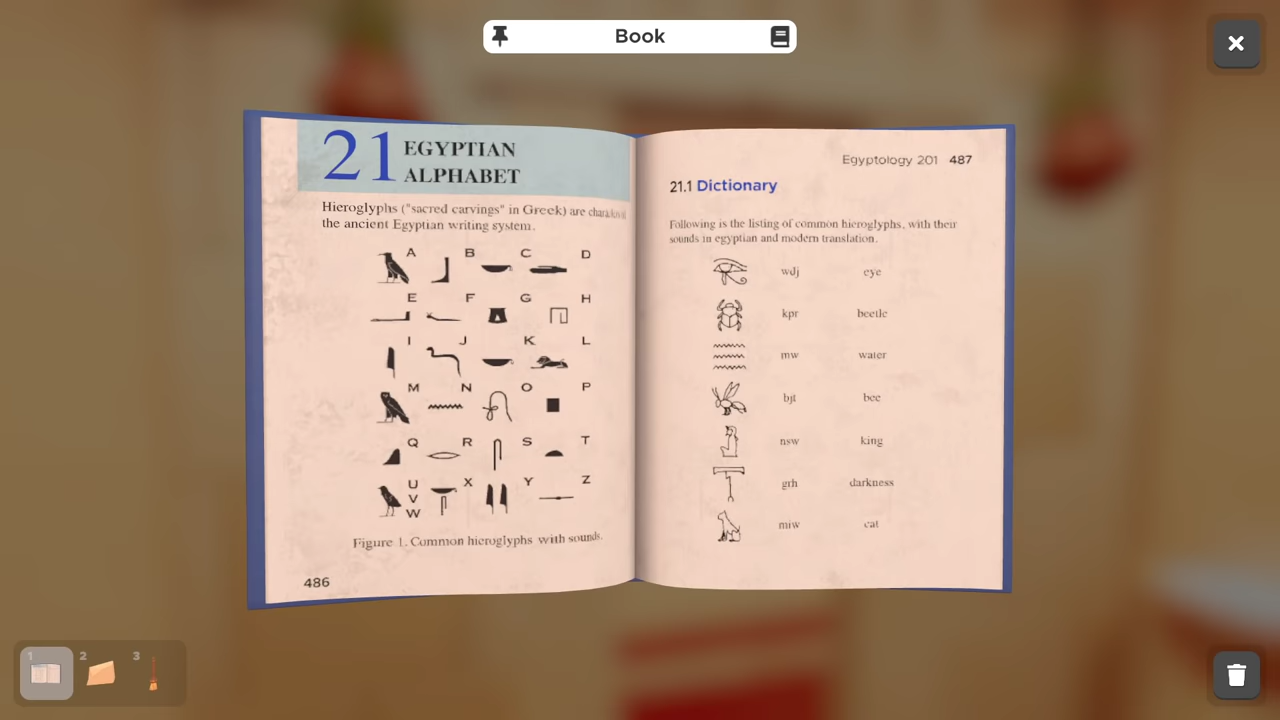 Book
21 EGYPTIAN
ALPHABET
Hieroglyphs ("sacred carvings" in Greek) are
the ancient Egyptian writing system.
A B C D
E F G H
I J K L
M N O P
Q R S T
U
V
W
X Y Z
Figure 1. Common hieroglyphs with sounds.
486
Egyptology 201 487
21.1 Dictionary
Following is the listing of common hieroglyphs, with their
sounds in egyptian and modern translation.
wdj eye
kpr beetle
mw water
bjt bee
nsw king
grh darkness
miw cat
1 2 3